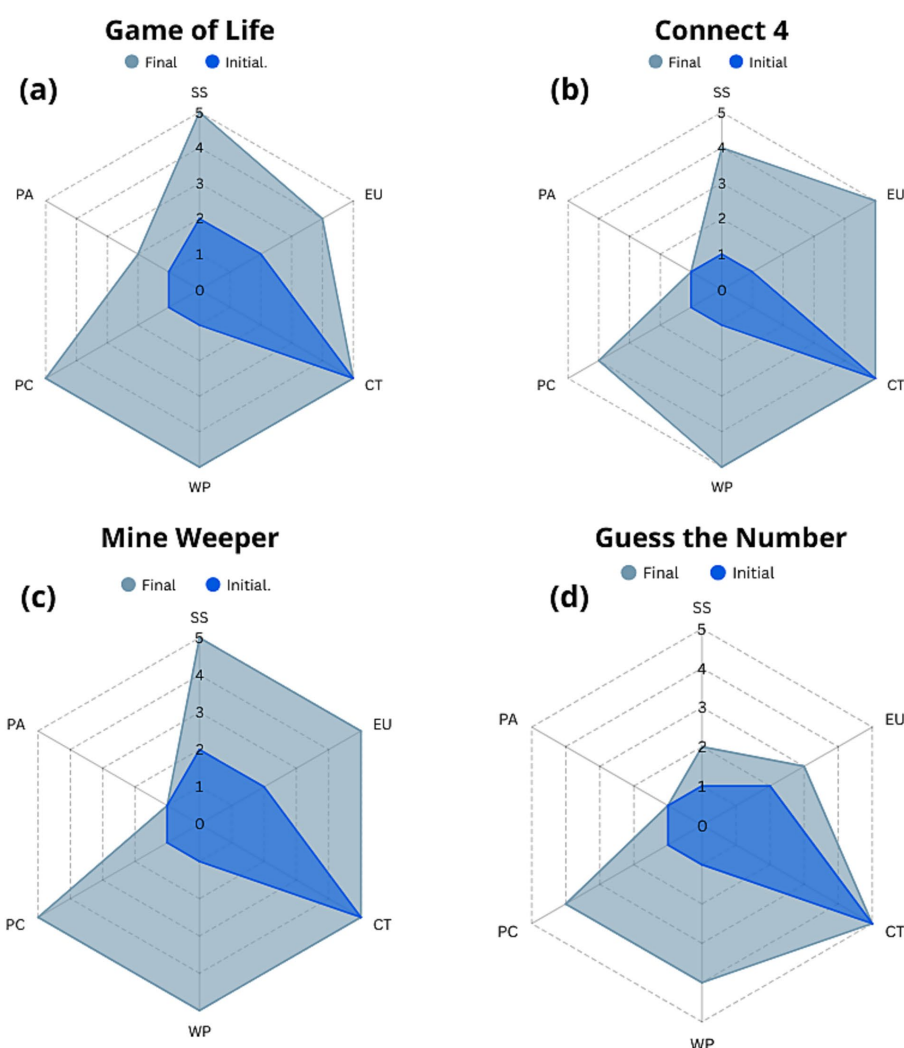 Game of Life
Final Initial.
(a)
SS
5
4
3
2
1
0
PA
EU
PC
CT
WP
Connect 4
Final Initial
(b)
SS
5
4
3
2
1
0
PA
EU
PC
CT
WP
Mine Weeper
Final Initial.
(c)
SS
5
4
3
2
1
0
PA
EU
PC
CT
WP
Guess the Number
Final Initial
(d)
SS
5
4
3
2
1
0
PA
EU
PC
CT
WP